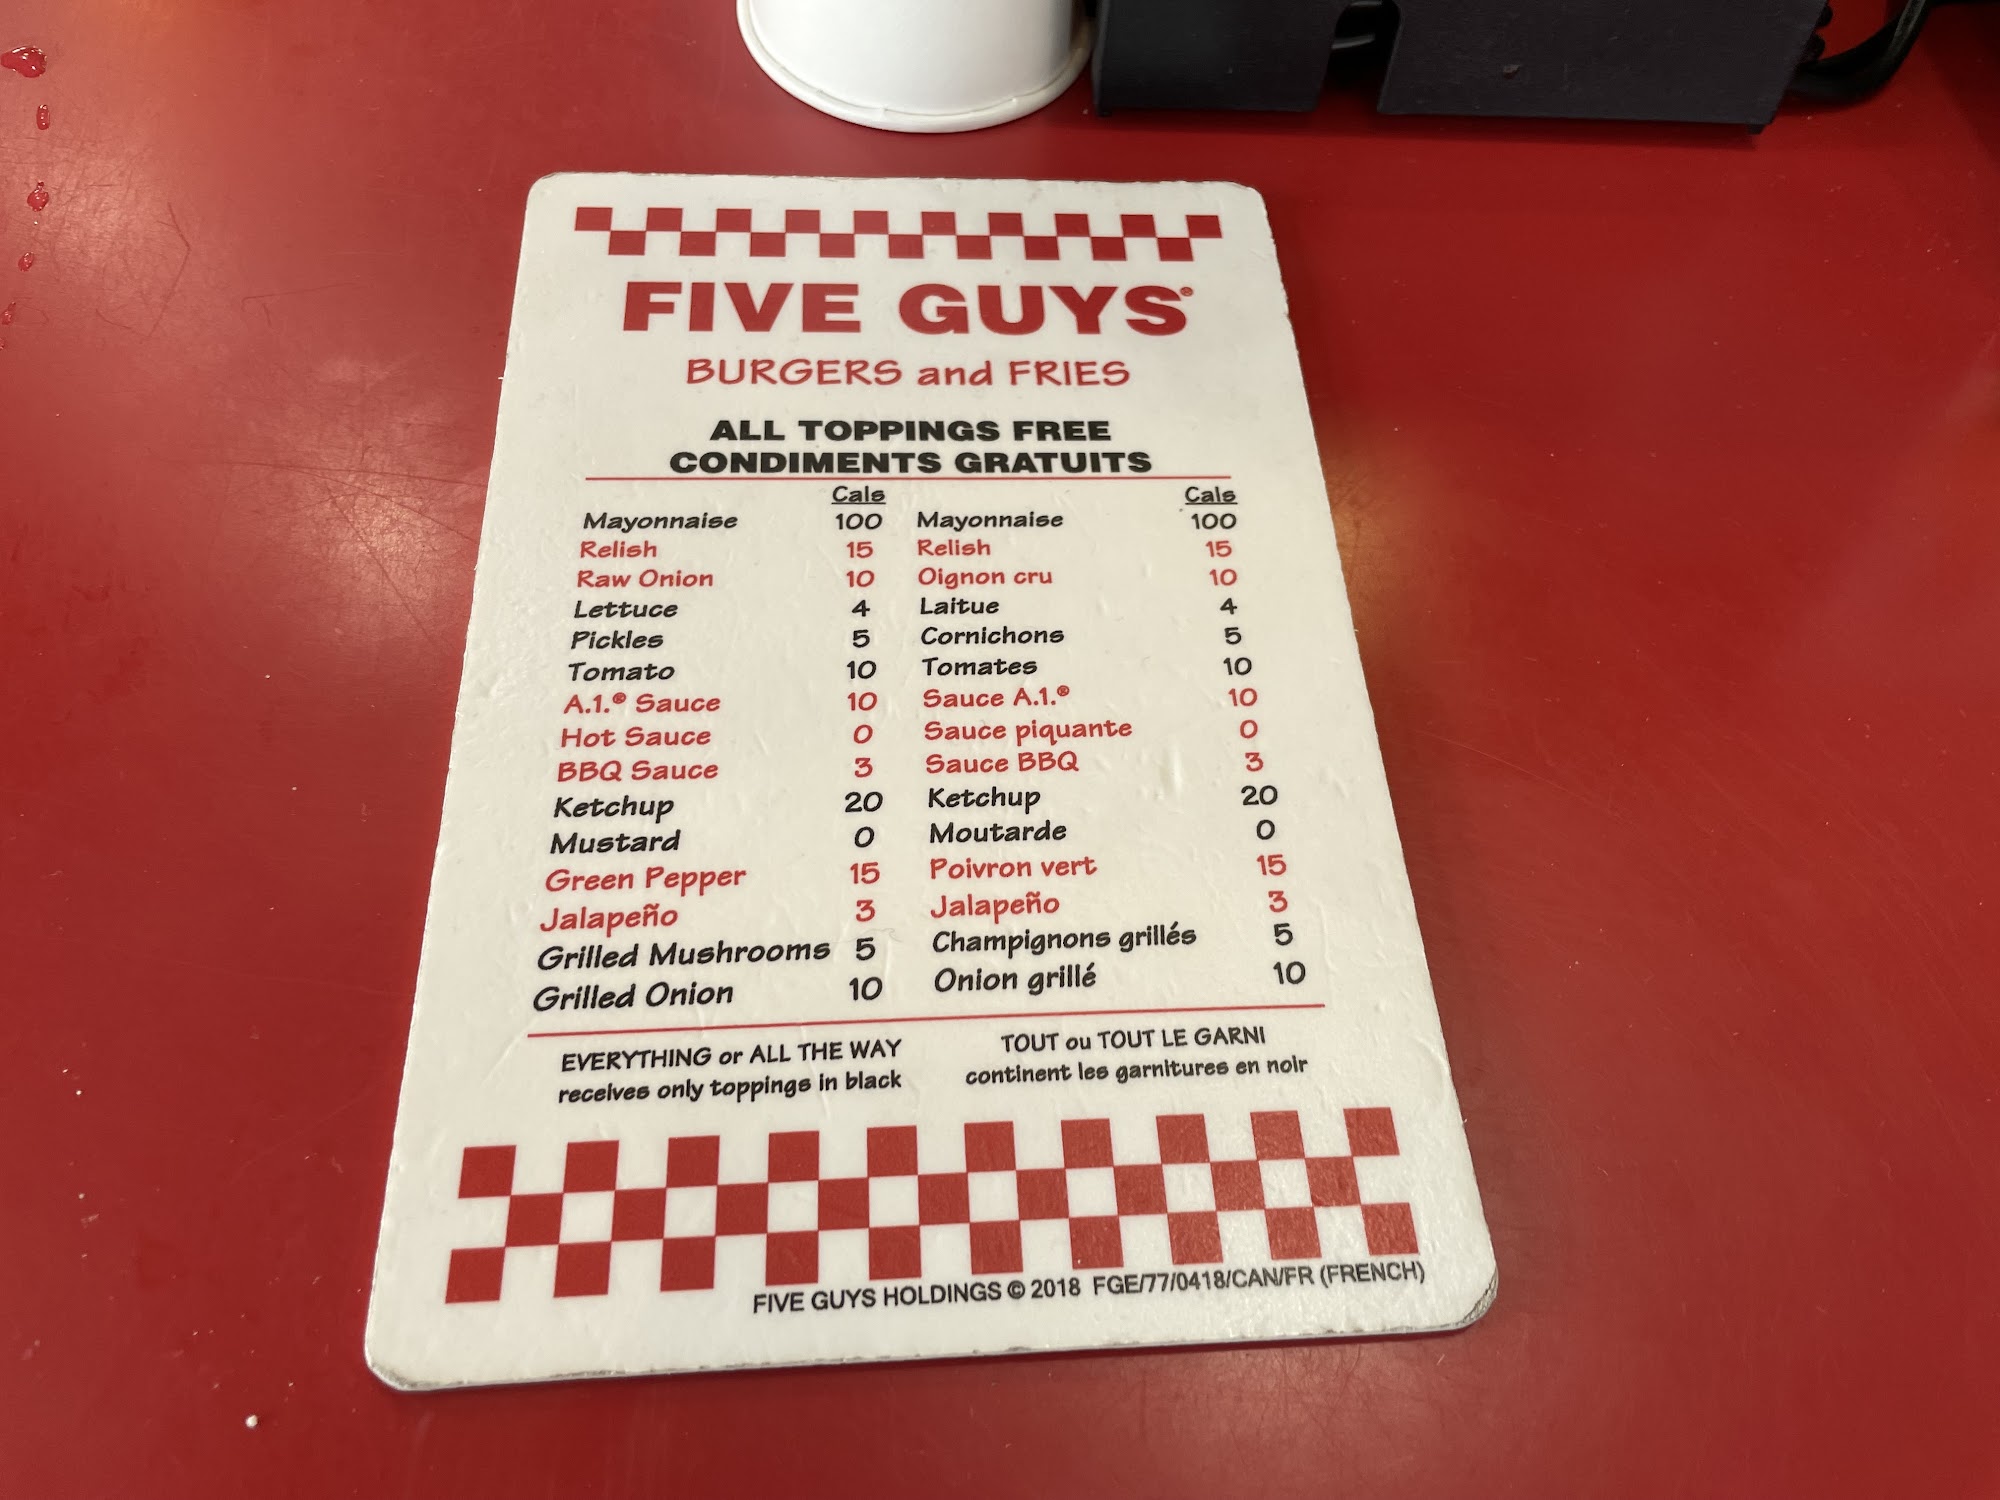 FIVE GUYS®
BURGERS and FRIES
ALL TOPPINGS FREE
CONDIMENTS GRATUITS
Cals Cals
Mayonnaise 100 Mayonnaise 100
Relish 15 Relish 15
Raw Onion 10 Oignon cru 10
Lettuce 4 Laitue 4
Pickles 5 Cornichons 5
Tomato 10 Tomates 10
A.1.® Sauce 10 Sauce A.1.® 10
Hot Sauce 0 Sauce piquante 0
BBQ Sauce 3 Sauce BBQ 3
Ketchup 20 Ketchup 20
Mustard 0 Moutarde 0
Green Pepper 15 Poivron vert 15
Jalapeño 3 Jalapeño 3
Grilled Mushrooms 5 Champignons grillés 5
Grilled Onion 10 Onion grillé 10
EVERYTHING or ALL THE WAY
receives only toppings in black
TOUT ou TOUT LE GARNI
continent les garnitures en noir
FIVE GUYS HOLDINGS © 2018 FGE/77/0418/CAN/FR (FRENCH)